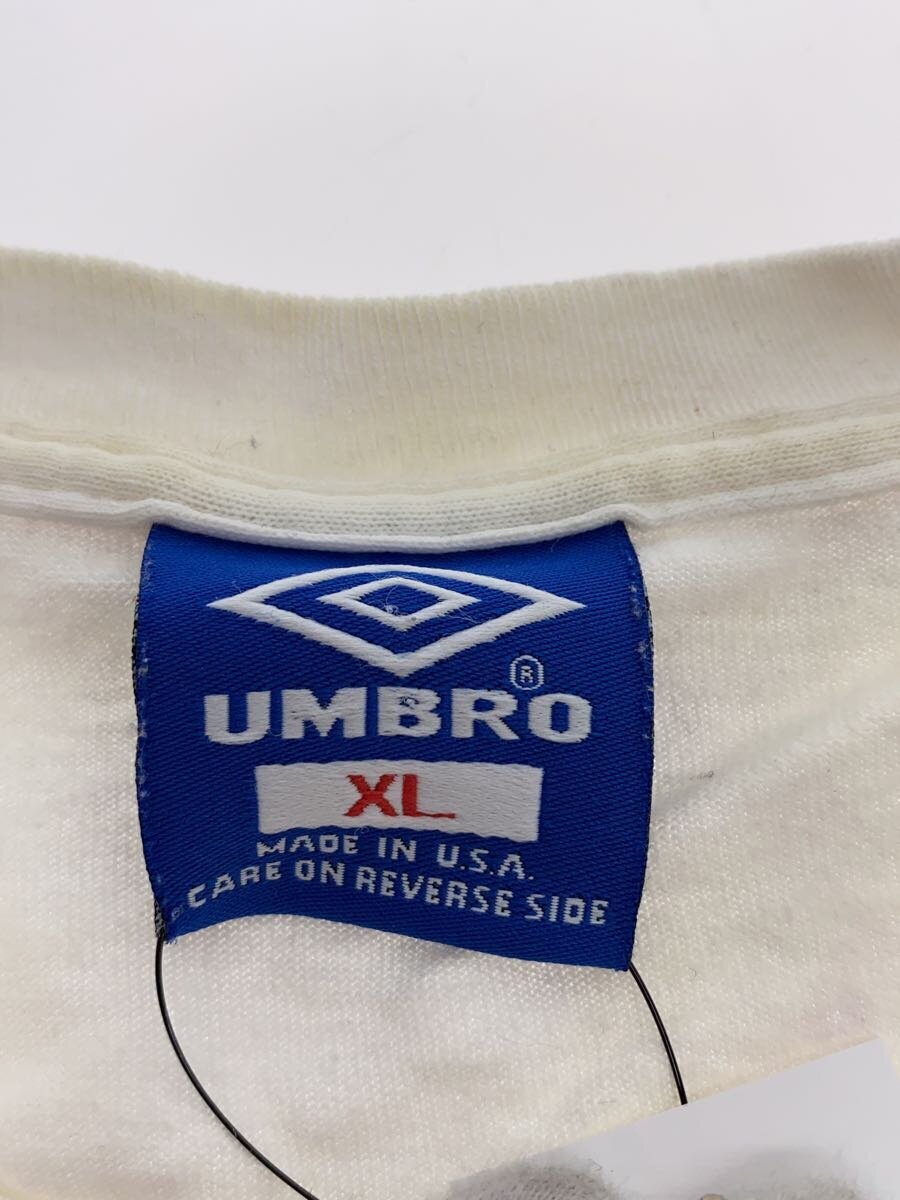 UMBRO®
XL
MADE IN U.S.A.
CARE ON REVERSE SIDE